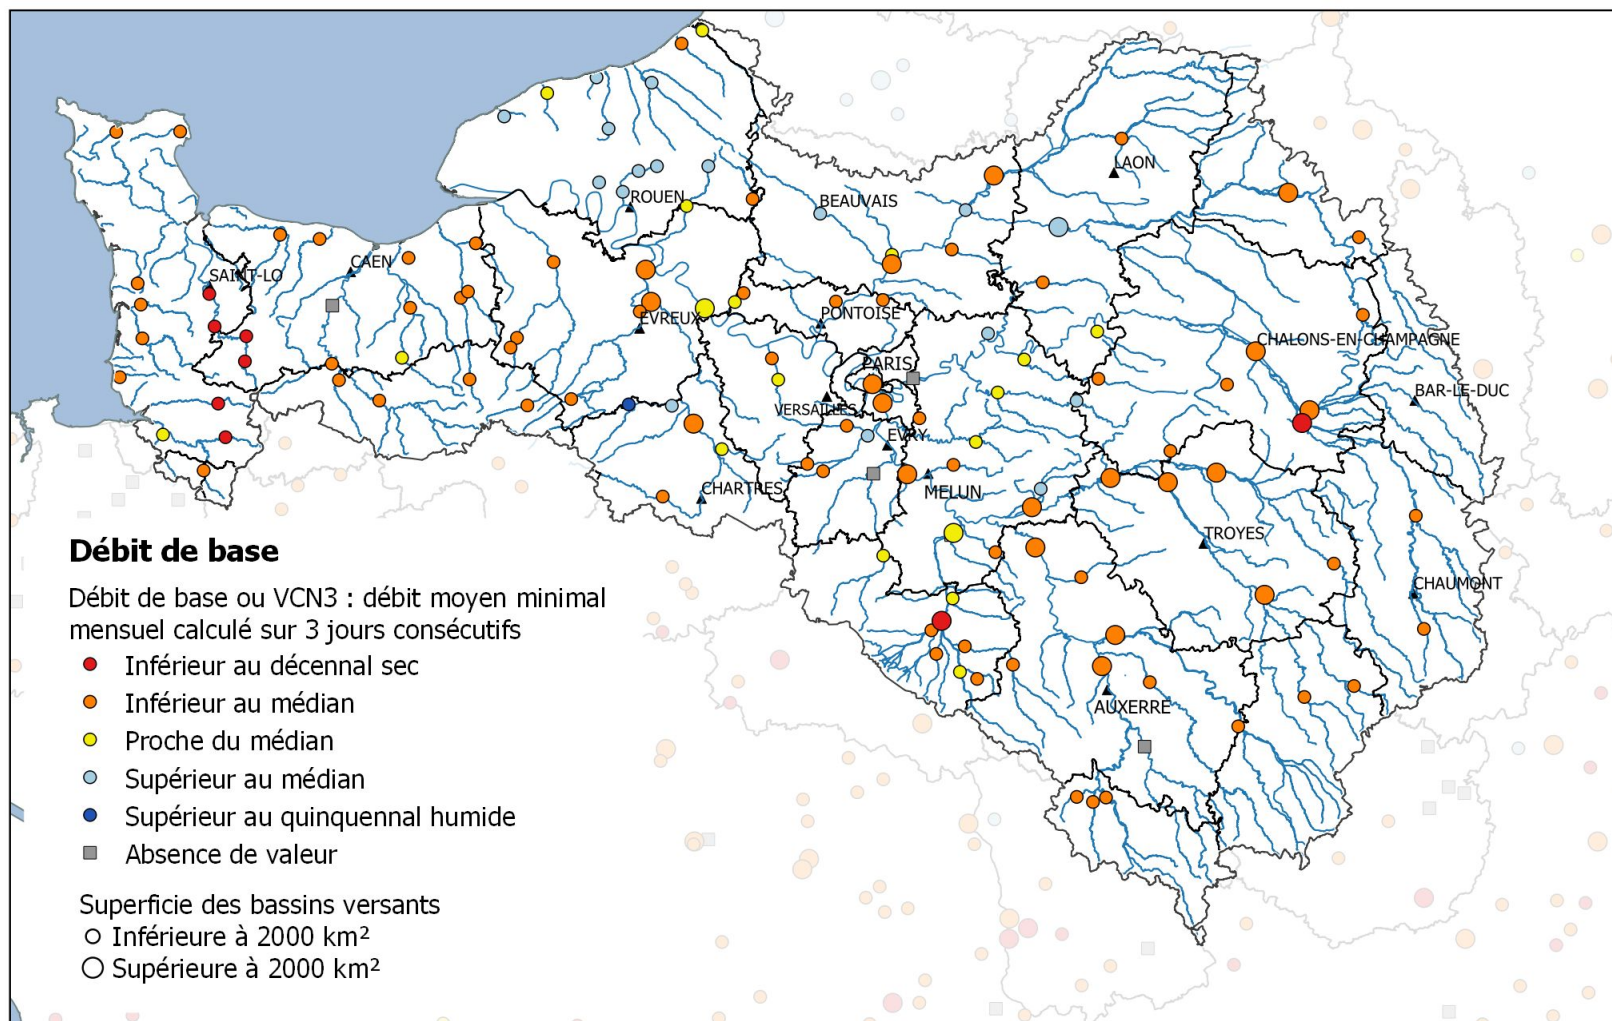 LAON
BEAUVAIS
ROUEN
CAEN
SAINT-LO
PONTOISE
EVREUX
CHALONS-EN-CHAMPAGNE
PARIS
BAR-LE-DUC
VERSAILLES
EVRY
CHARTRES
MELUN
TROYES
CHAUMONT
AUXERRE
Débit de base
Débit de base ou VCN3 : débit moyen minimal
mensuel calculé sur 3 jours consécutifs
Inférieur au décennal sec
Inférieur au médian
Proche du médian
Supérieur au médian
Supérieur au quinquennal humide
Absence de valeur
Superficie des bassins versants
Inférieure à 2000 km²
Supérieure à 2000 km²